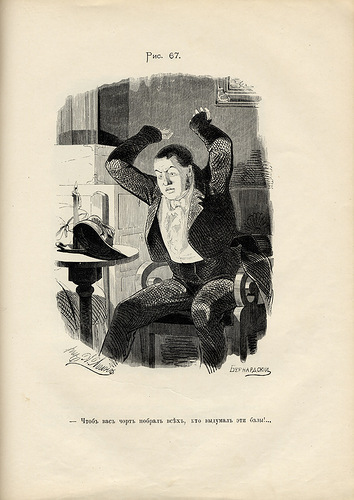 Рис. 67.
БЕРНАРДСКІЙ
— Чтобъ васъ чортъ побралъ всѣхъ, кто выдумалъ эти балы!...